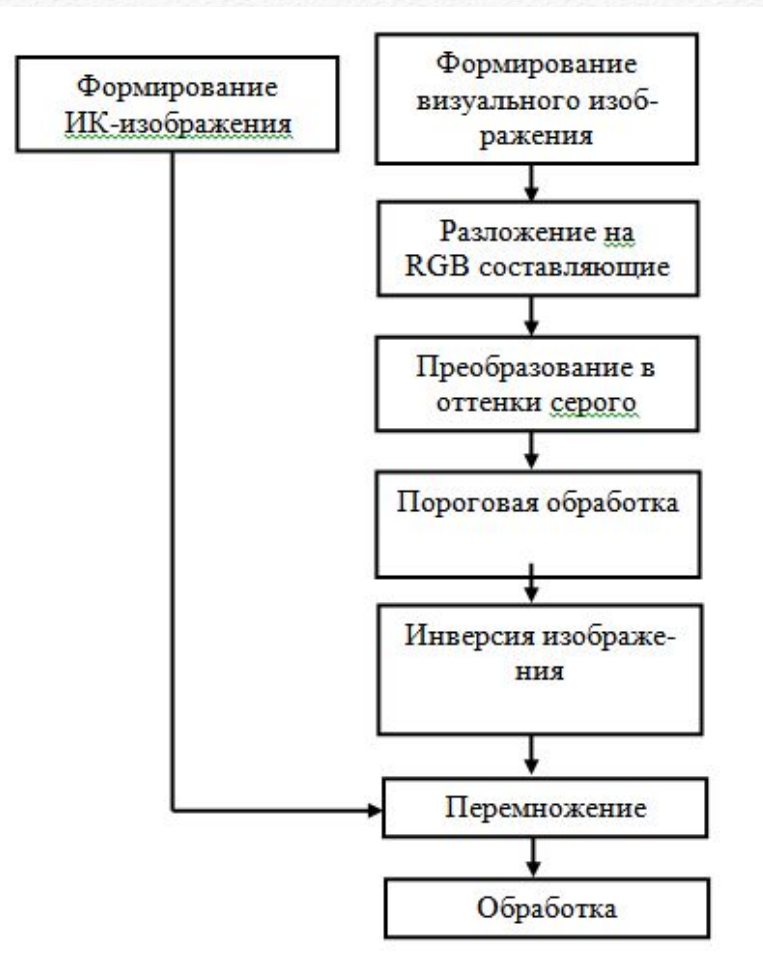 Формирование
ИК-изображения
Формирование
визуального изоб-
ражения
Разложение на
RGB составляющие
Преобразование в
оттенки серого
Пороговая обработка
Инверсия изображе-
ния
Перемножение
Обработка